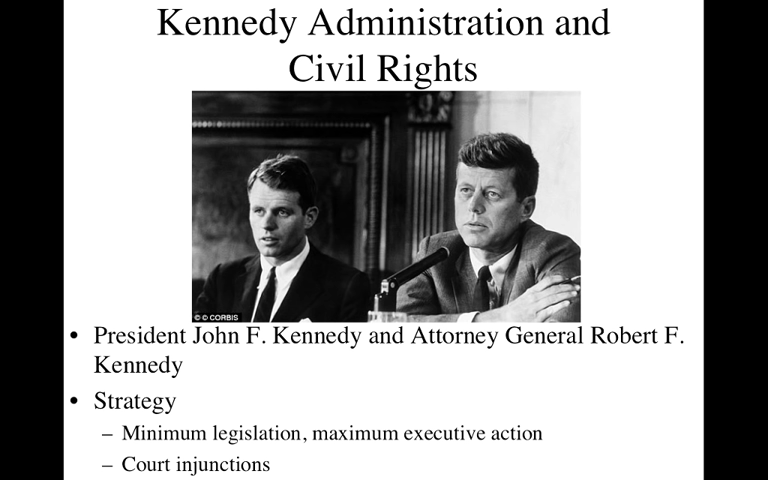 Kennedy Administration and
Civil Rights
© © CORBIS
• President John F. Kennedy and Attorney General Robert F.
Kennedy
• Strategy
– Minimum legislation, maximum executive action
– Court injunctions